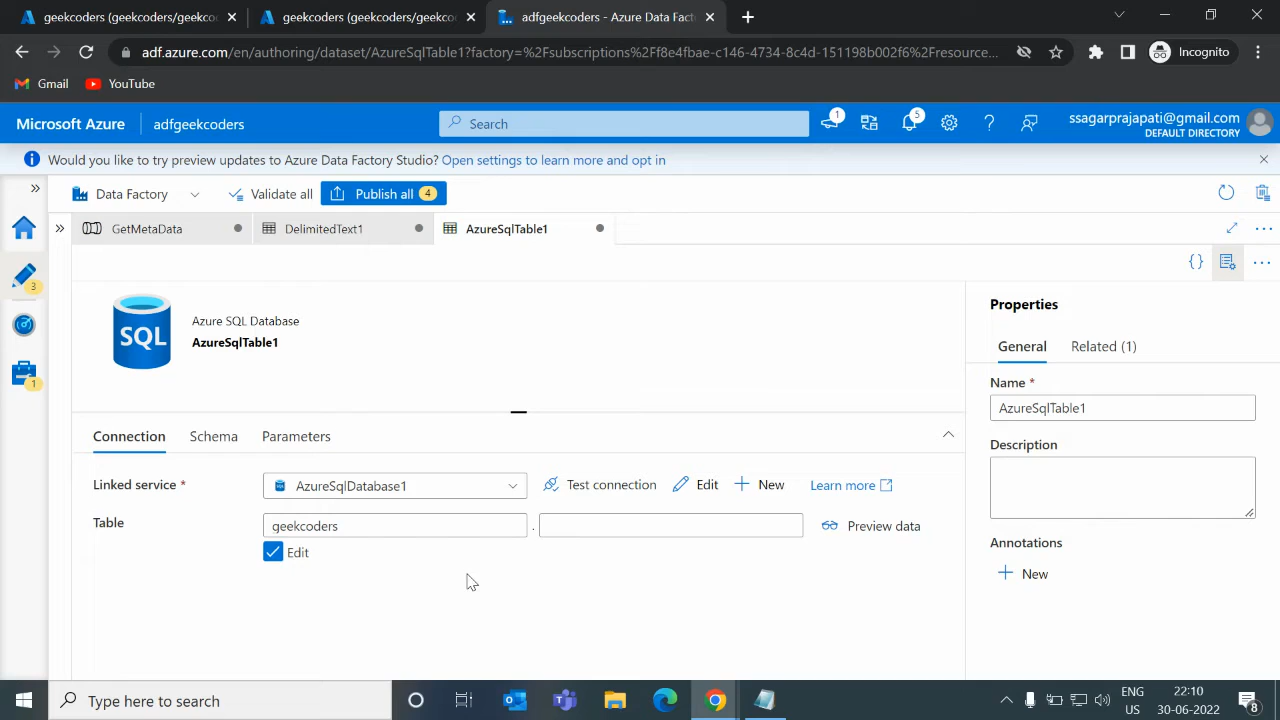 geekcoders (geekcoders/geekco
geekcoders (geekcoders/geekco
adfgeekcoders - Azure Data Fact
adf.azure.com/en/authoring/dataset/AzureSqlTable1?factory=%2Fsubscriptions%2Ff8e4fbae-c146-4734-8c4d-151198b002f6%2Fresource...
Incognito
Gmail
YouTube
Microsoft Azure
adfgeekcoders
Search
1
5
ssagarprajapati@gmail.com
DEFAULT DIRECTORY
Would you like to try preview updates to Azure Data Factory Studio? Open settings to learn more and opt in
Data Factory
Validate all
Publish all 4
GetMetaData
DelimitedText1
AzureSqlTable1
3
1
SQL
Azure SQL Database
AzureSqlTable1
Connection
Schema
Parameters
Linked service *
AzureSqlDatabase1
Test connection
Edit
New
Learn more
Table
geekcoders
.
Preview data
Edit
Properties
General
Related (1)
Name *
AzureSqlTable1
Description
Annotations
New
Type here to search
ENG
US
22:10
30-06-2022
8